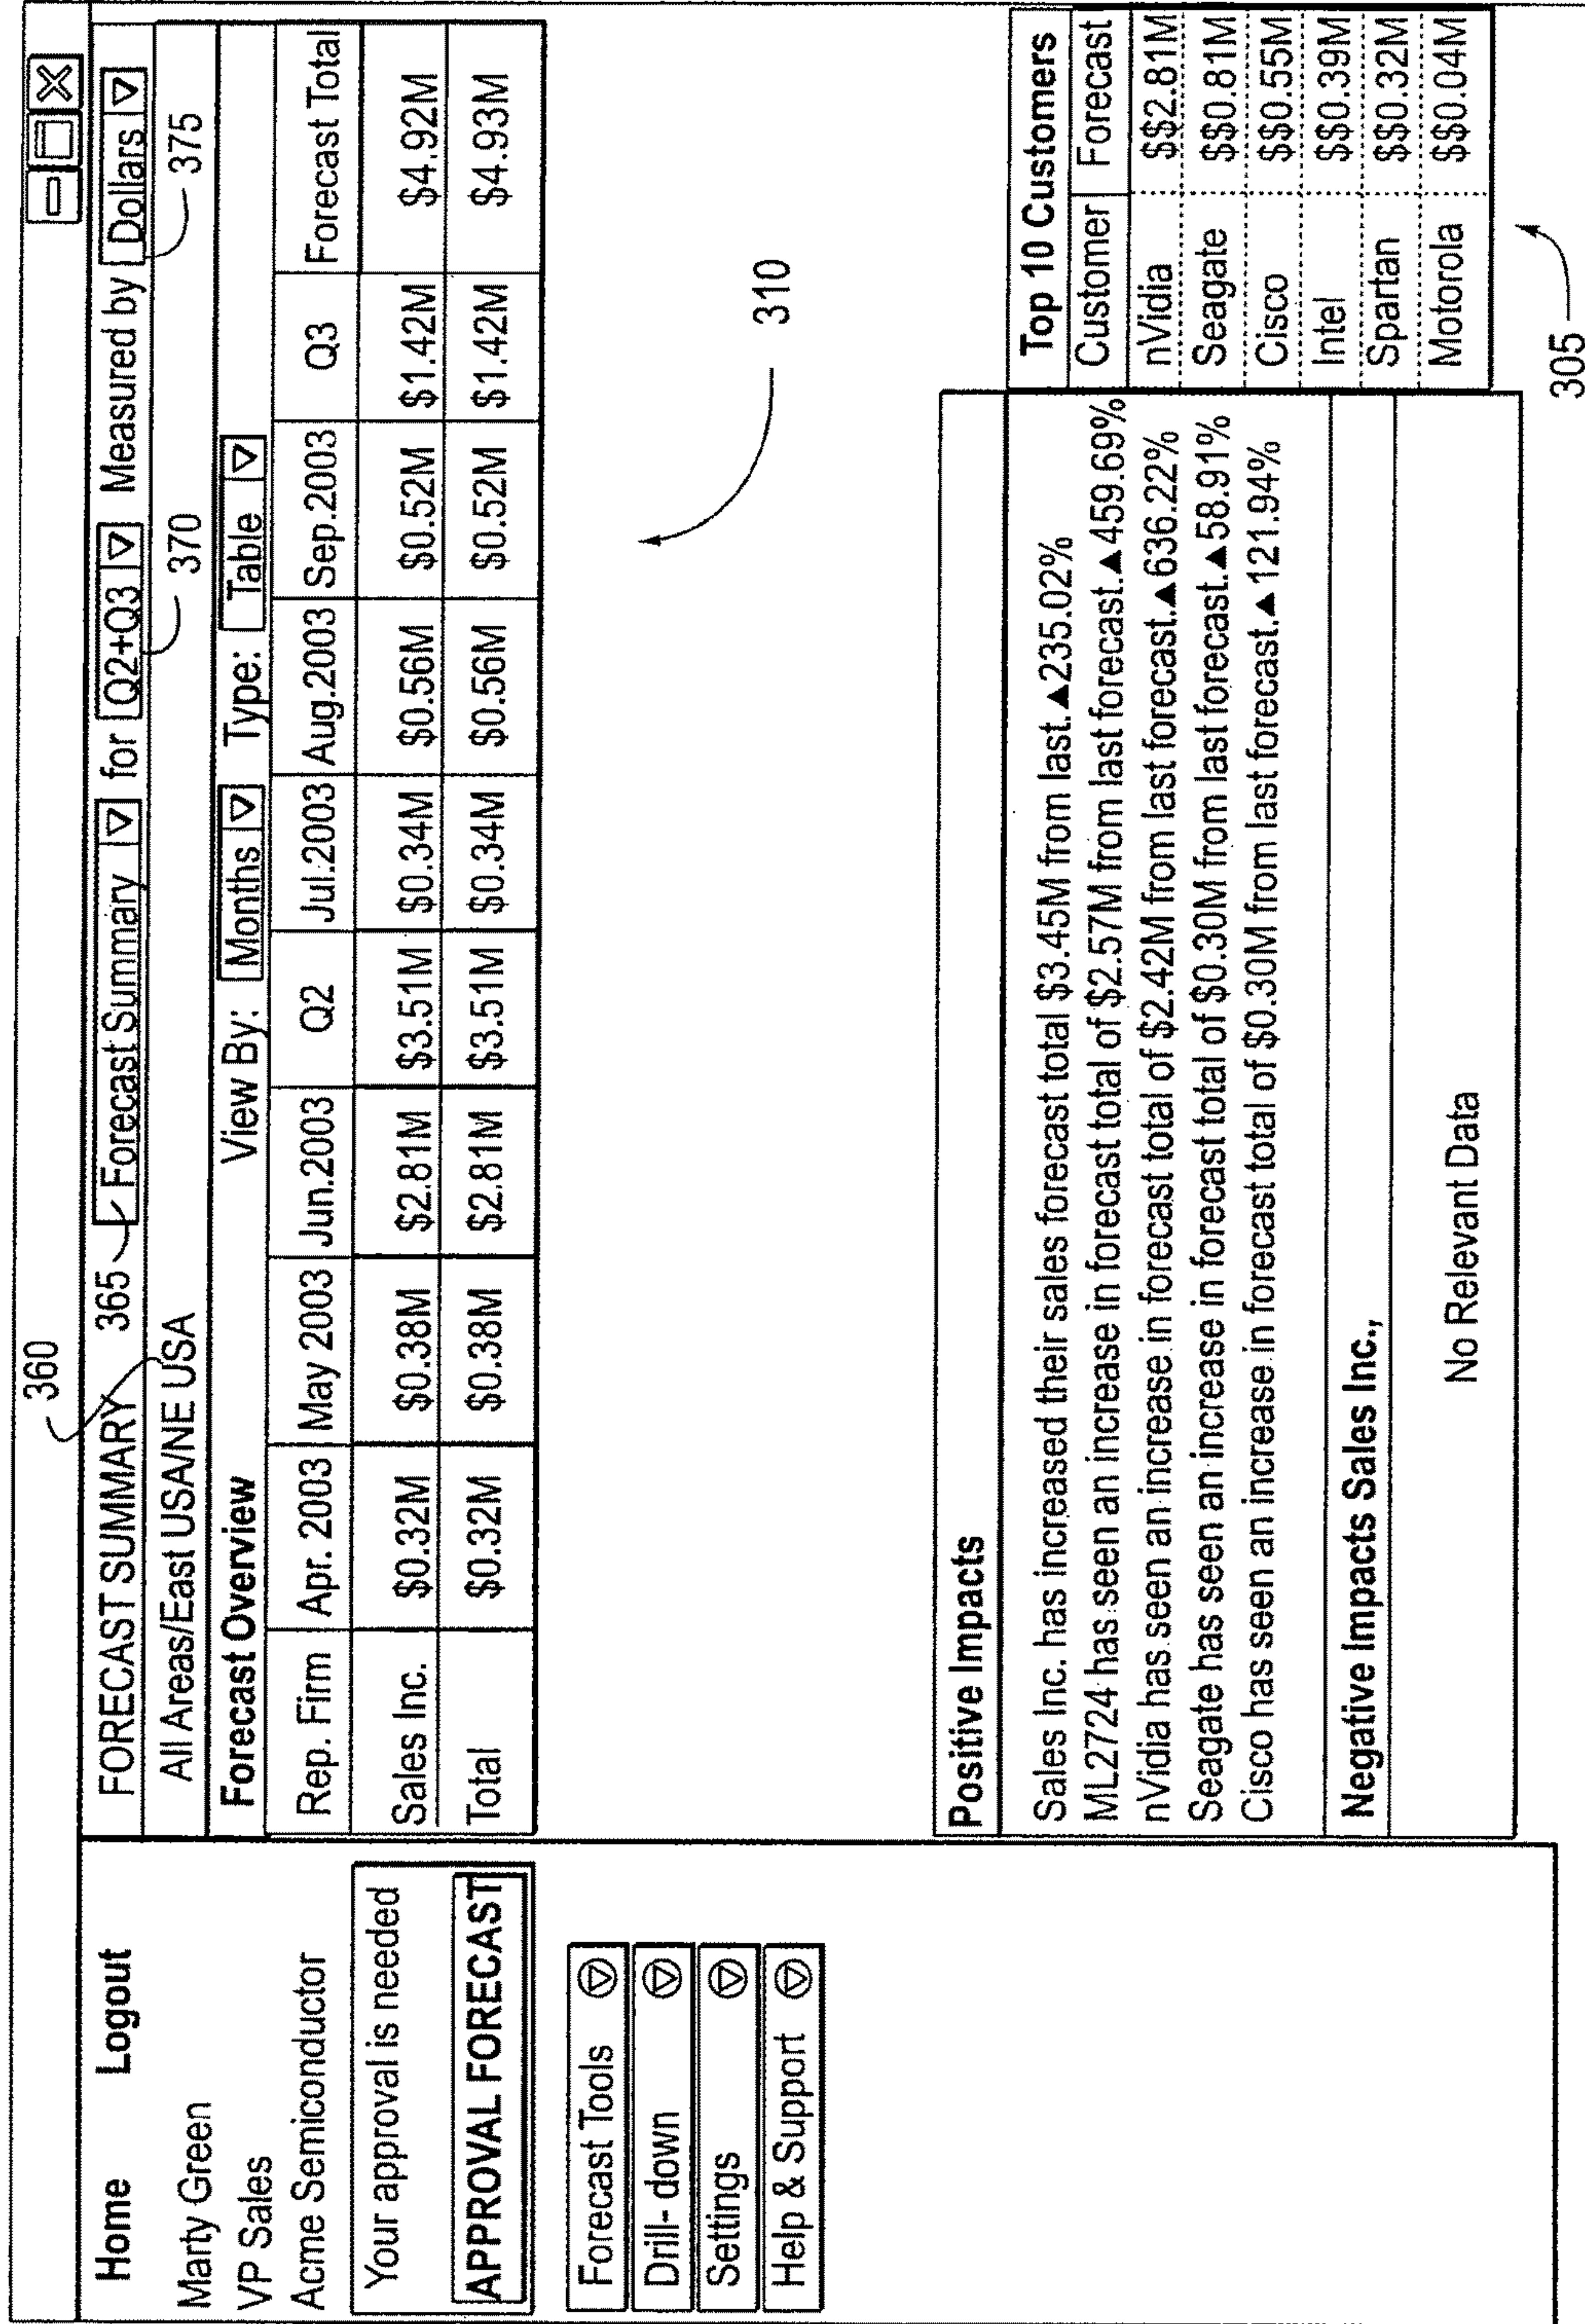 360
Home Logout
Marty Green
VP Sales
Acme Semiconductor
Your approval is needed
APPROVAL FORECAST
Forecast Tools
Drill- down
Settings
Help & Support
FORECAST SUMMARY 365 Forecast Summary for Q2+Q3 Measured by Dollars
All Areas/East USA/NE USA 370 375
Forecast Overview View By: Months Type: Table
Rep. Firm Apr. 2003 May 2003 Jun.2003 Q2 Jul.2003 Aug.2003 Sep.2003 Q3 Forecast Total
Sales Inc. $0.32M $0.38M $2.81M $3.51M $0.34M $0.56M $0.52M $1.42M $4.92M
Total $0.32M $0.38M $2.81M $3.51M $0.34M $0.56M $0.52M $1.42M $4.93M
310
Positive Impacts
Sales Inc. has increased their sales forecast total $3.45M from last.▲235.02%
ML2724 has seen an increase in forecast total of $2.57M from last forecast.▲459.69%
nVidia has seen an increase in forecast total of $2.42M from last forecast.▲636.22%
Seagate has seen an increase in forecast total of $0.30M from last forecast.▲58.91%
Cisco has seen an increase in forecast total of $0.30M from last forecast.▲121.94%
Negative Impacts Sales Inc.,
No Relevant Data
Top 10 Customers
Customer Forecast
nVidia $$2.81M
Seagate $$0.81M
Cisco $$0.55M
Intel $$0.39M
Spartan $$0.32M
Motorola $$0.04M
305